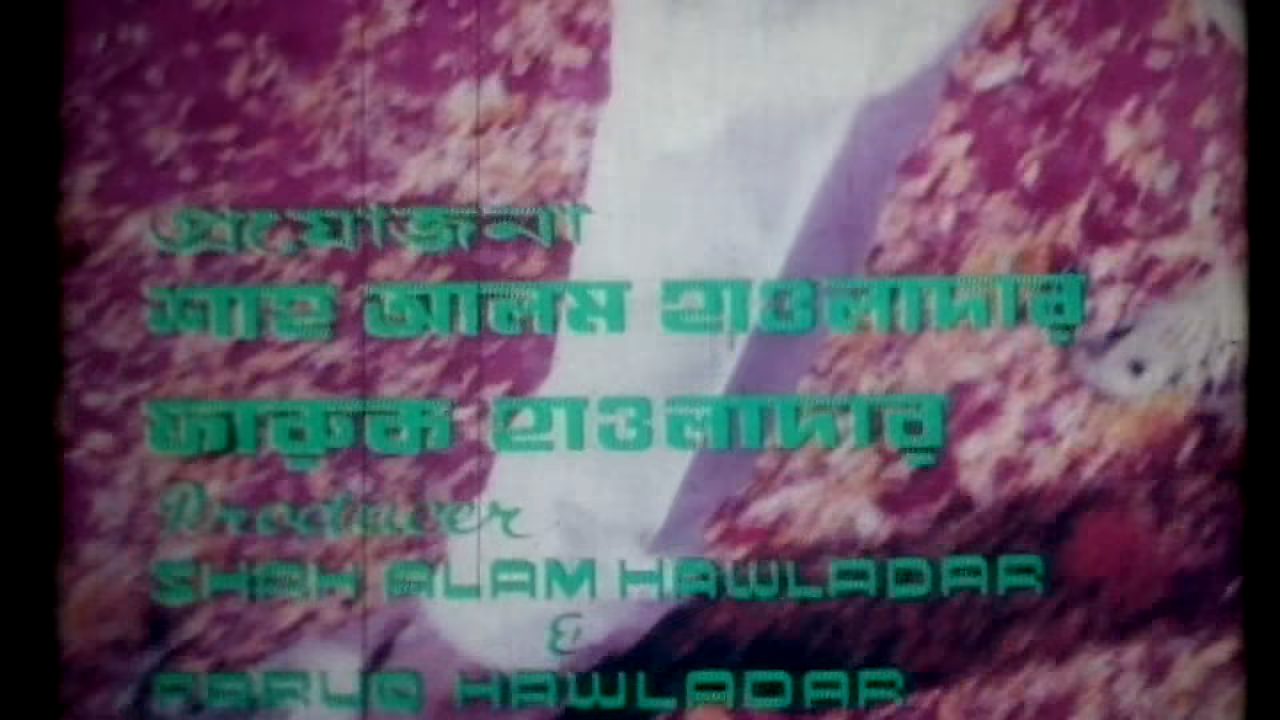 প্রযোজনা
শাহ আলম হাওলাদার
ফারুক হাওলাদার
Producer
SHAH ALAM HAWLADAR
&
FARUQ HAWLADAR